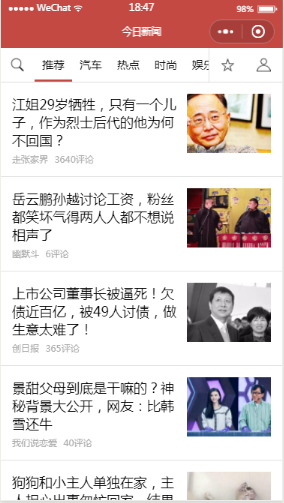 WeChat 18:47 98%
今日新闻
推荐 汽车 热点 时尚 娱乐
江姐29岁牺牲，只有一个儿
子，作为烈士后代的他为何
不回国？
走张家界 3640评论
岳云鹏孙越讨论工资，粉丝
都笑坏气得两人人都不想说
相声了
幽默斗 6评论
上市公司董事长被逼死！欠
债近百亿，被49人讨债，做
生意太难了！
创日报 365评论
景甜父母到底是干嘛的？神
秘背景大公开，网友：比韩
雪还牛
我们说恋爱 40评论
狗狗和小主人单独在家，主
人担心出事匆忙回家，结果